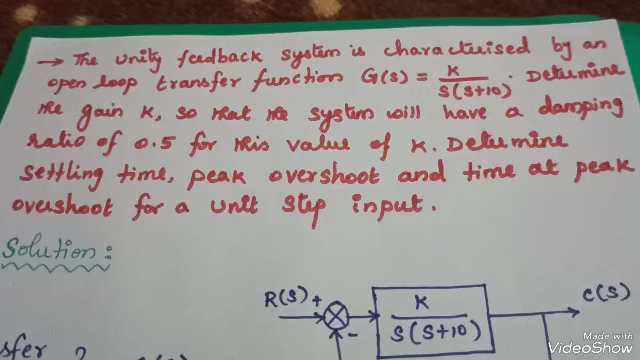 → The unity feedback system is characterised by an
open loop transfer function G(s) = K / S(S+10) . Determine
the gain K, so that the system will have a damping
ratio of 0.5 for this value of K. Determine
settling time, peak overshoot and time at peak
overshoot for a unit step input.
Solution:
R(S) + K / S(S+10) C(S)
-
Made with
VideoShow